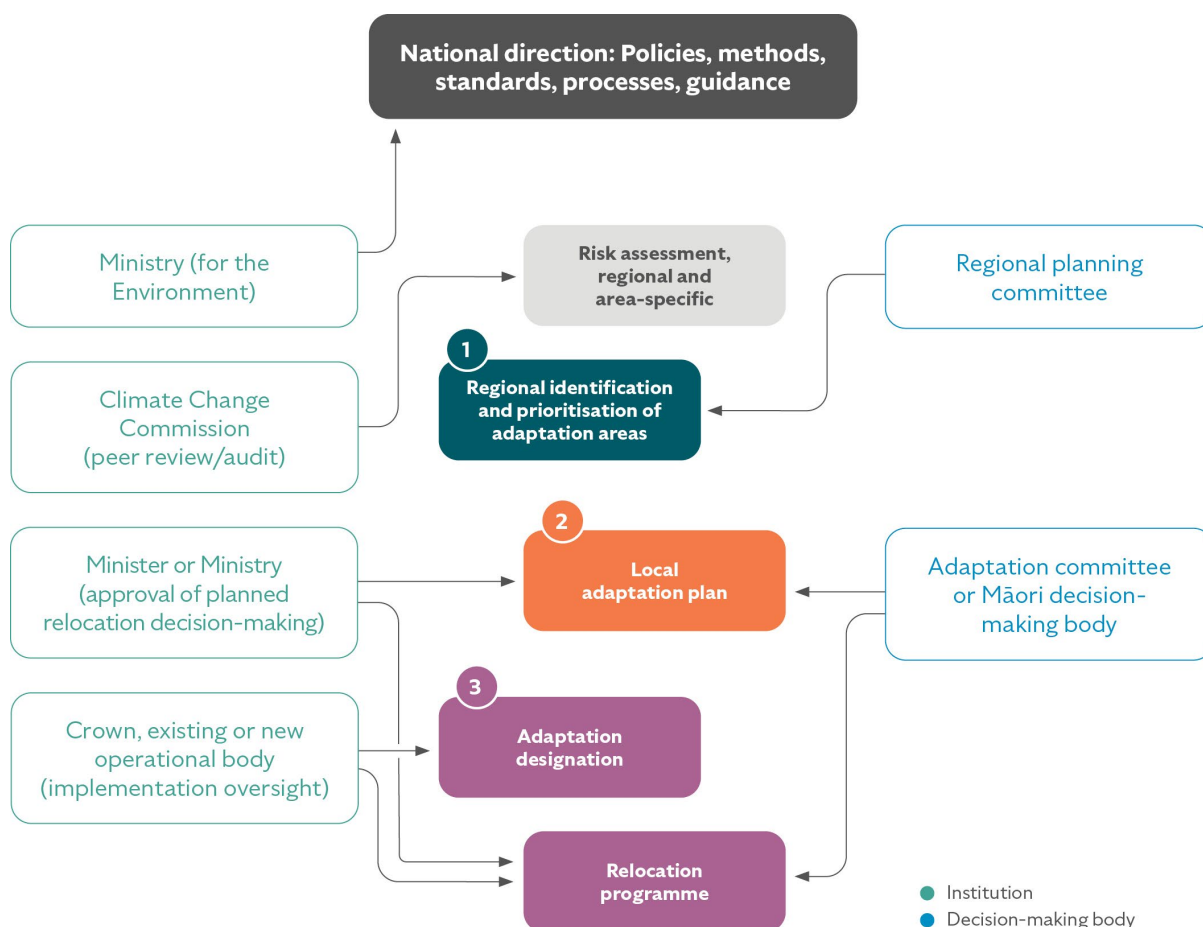 National direction: Policies, methods,
standards, processes, guidance
Ministry (for the
Environment)
Risk assessment,
regional and
area-specific
Regional planning
committee
1
Regional identification
and prioritisation of
adaptation areas
Climate Change
Commission
(peer review/audit)
2
Local
adaptation plan
Minister or Ministry
(approval of planned
relocation decision-making)
Adaptation committee
or Māori decision-
making body
3
Adaptation
designation
Crown, existing or new
operational body
(implementation oversight)
Relocation
programme
Institution
Decision-making body